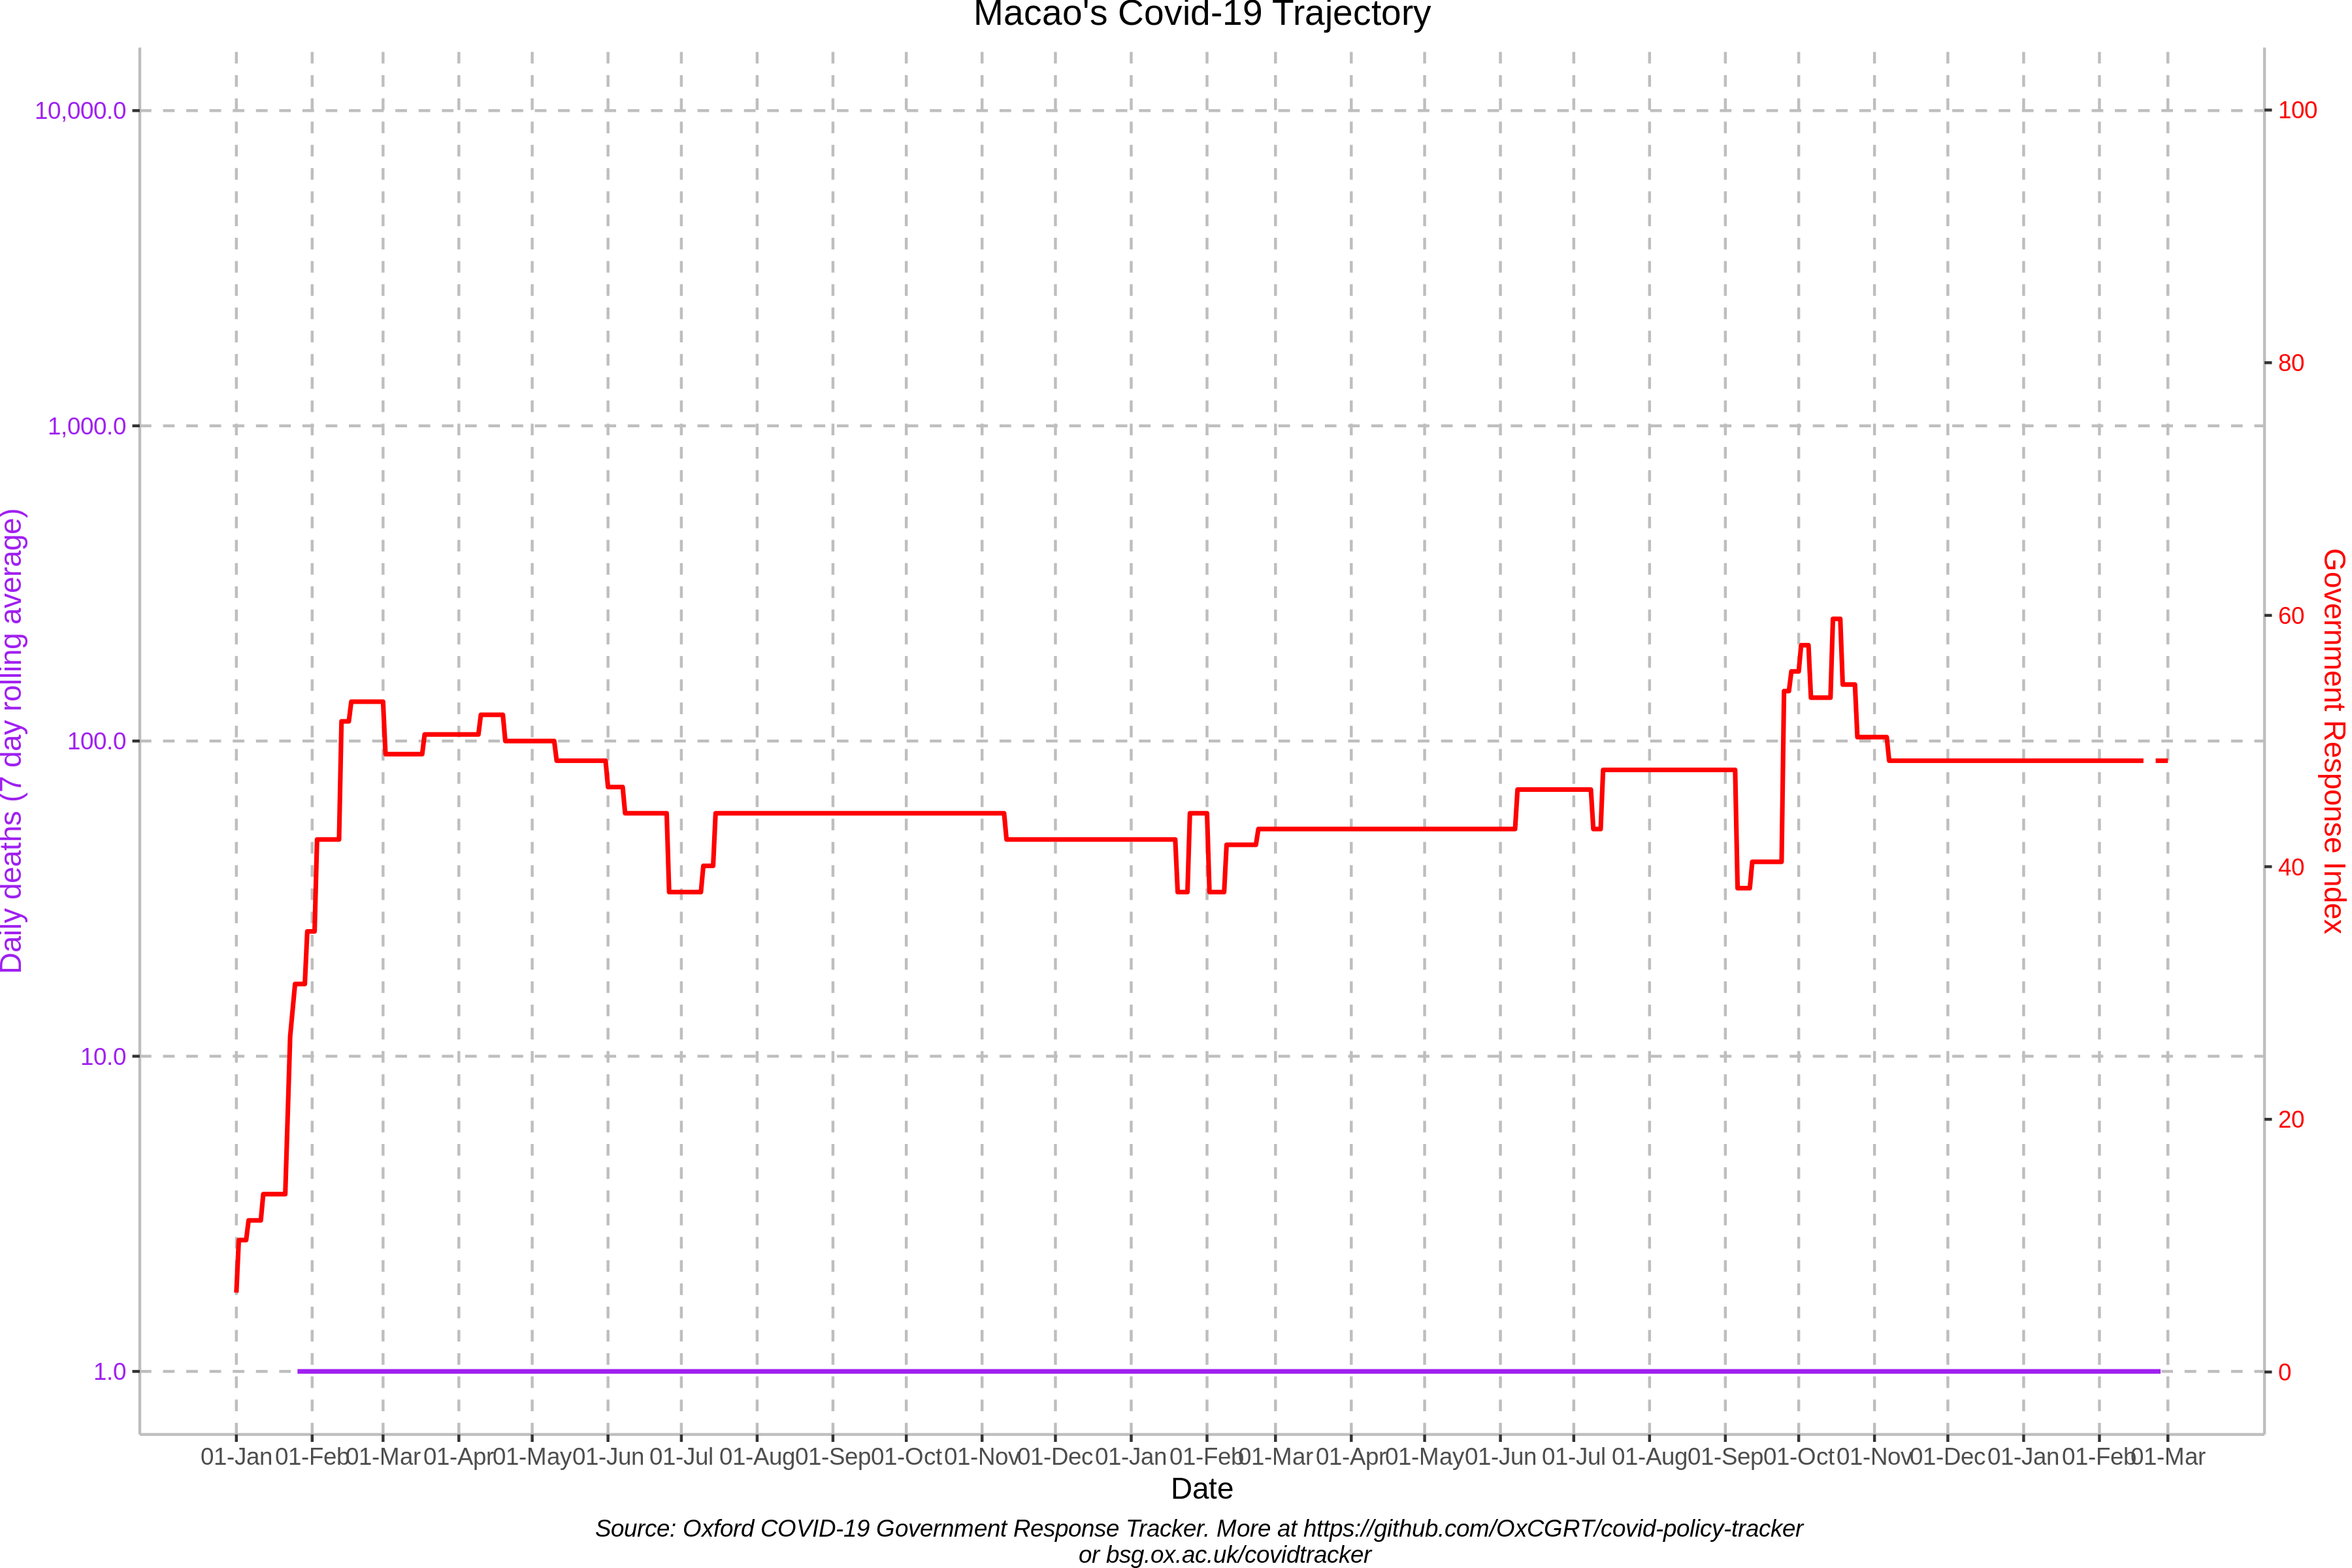 Macao's Covid-19 Trajectory
10,000.0
1,000.0
100.0
10.0
1.0
Daily deaths (7 day rolling average)
100
80
60
40
20
0
Government Response Index
01-Jan 01-Feb 01-Mar 01-Apr 01-May 01-Jun 01-Jul 01-Aug 01-Sep 01-Oct 01-Nov 01-Dec 01-Jan 01-Feb 01-Mar 01-Apr 01-May 01-Jun 01-Jul 01-Aug 01-Sep 01-Oct 01-Nov 01-Dec 01-Jan 01-Feb 01-Mar
Date
Source: Oxford COVID-19 Government Response Tracker. More at https://github.com/OxCGRT/covid-policy-tracker
or bsg.ox.ac.uk/covidtracker